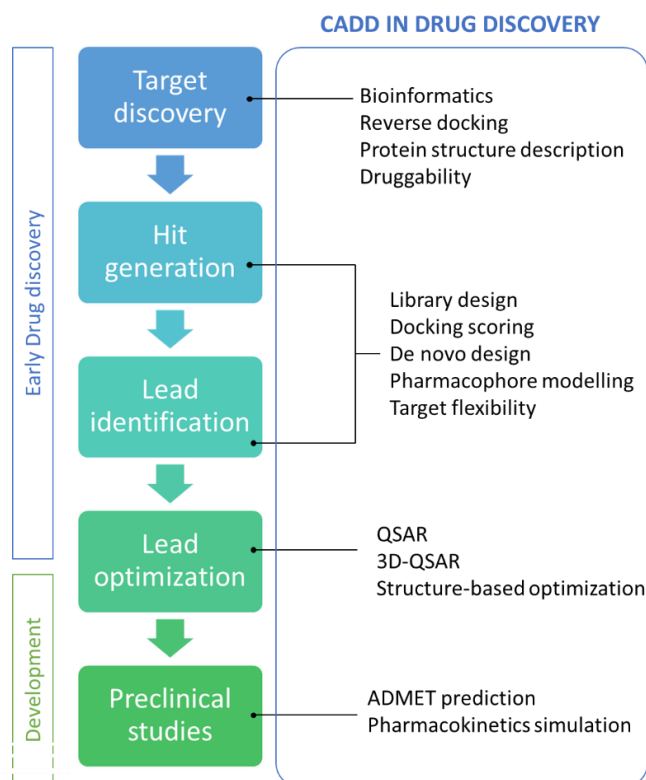 CADD IN DRUG DISCOVERY
Early Drug discovery
Target
discovery
Bioinformatics
Reverse docking
Protein structure description
Druggability
Hit
generation
Library design
Docking scoring
De novo design
Pharmacophore modelling
Target flexibility
Lead
identification
Lead
optimization
QSAR
3D-QSAR
Structure-based optimization
Development
Preclinical
studies
ADMET prediction
Pharmacokinetics simulation